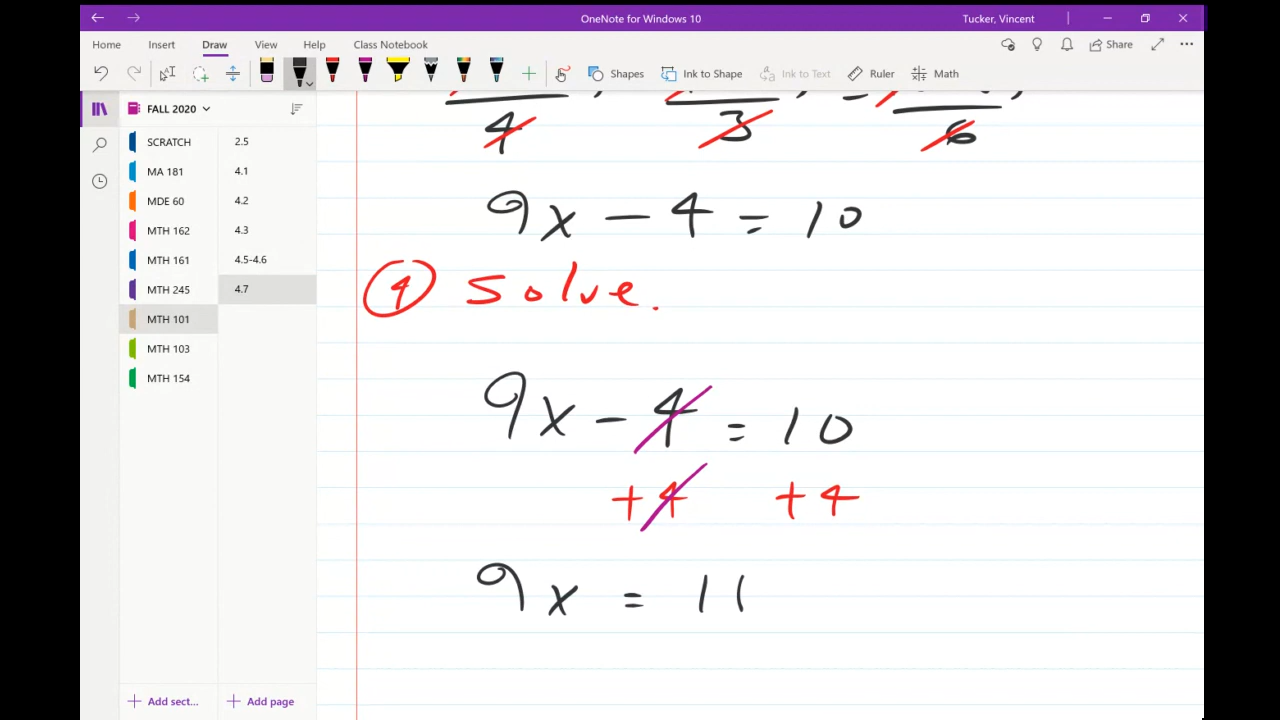 OneNote for Windows 10
Tucker, Vincent
Home Insert Draw View Help Class Notebook
Share
Shapes Ink to Shape Ink to Text Ruler Math
FALL 2020
SCRATCH
MA 181
MDE 60
MTH 162
MTH 161
MTH 245
MTH 101
MTH 103
MTH 154
2.5
4.1
4.2
4.3
4.5-4.6
4.7
Add sect...
Add page
4 3 6
9x - 4 = 10
4 Solve.
9x - 4 = 10
+4 +4
9x = 11